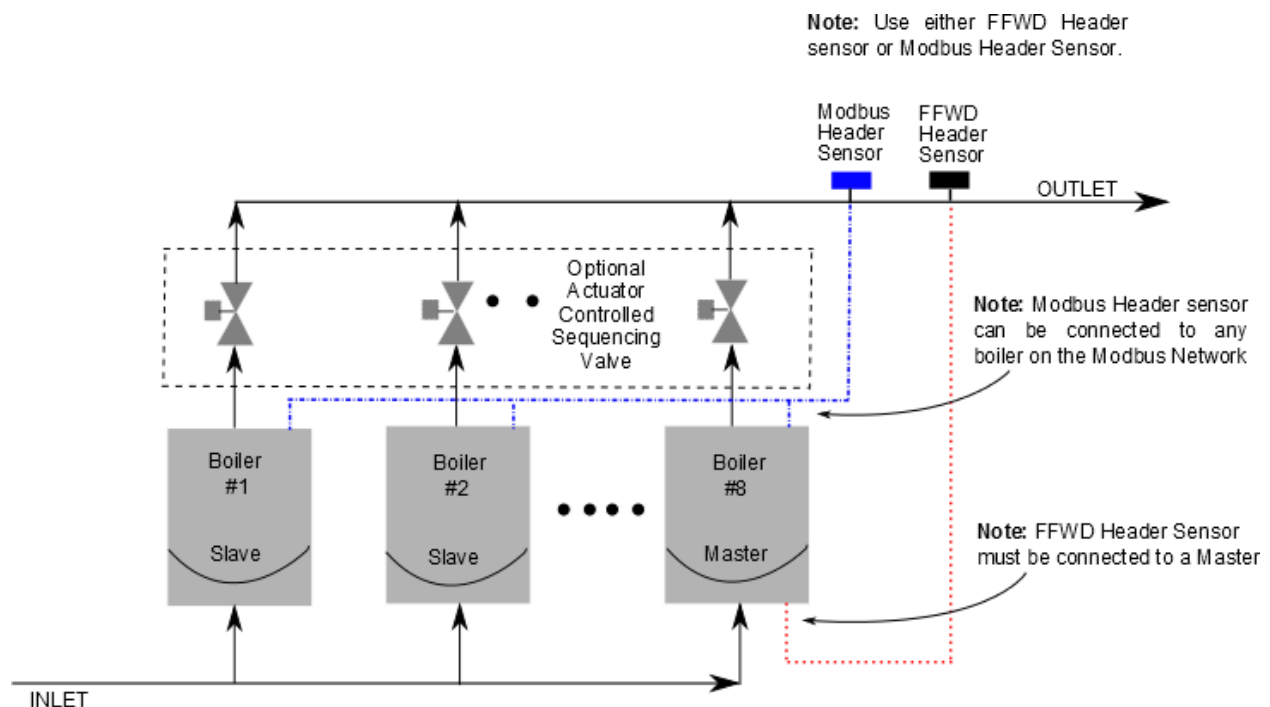 Note: Use either FFWD Header
sensor or Modbus Header Sensor.
Modbus
Header
Sensor
FFWD
Header
Sensor
OUTLET
Optional
Actuator
Controlled
Sequencing
Valve
Note: Modbus Header sensor
can be connected to any
boiler on the Modbus Network
Boiler
#1
Slave
Boiler
#2
Slave
Boiler
#8
Master
Note: FFWD Header Sensor
must be connected to a Master
INLET